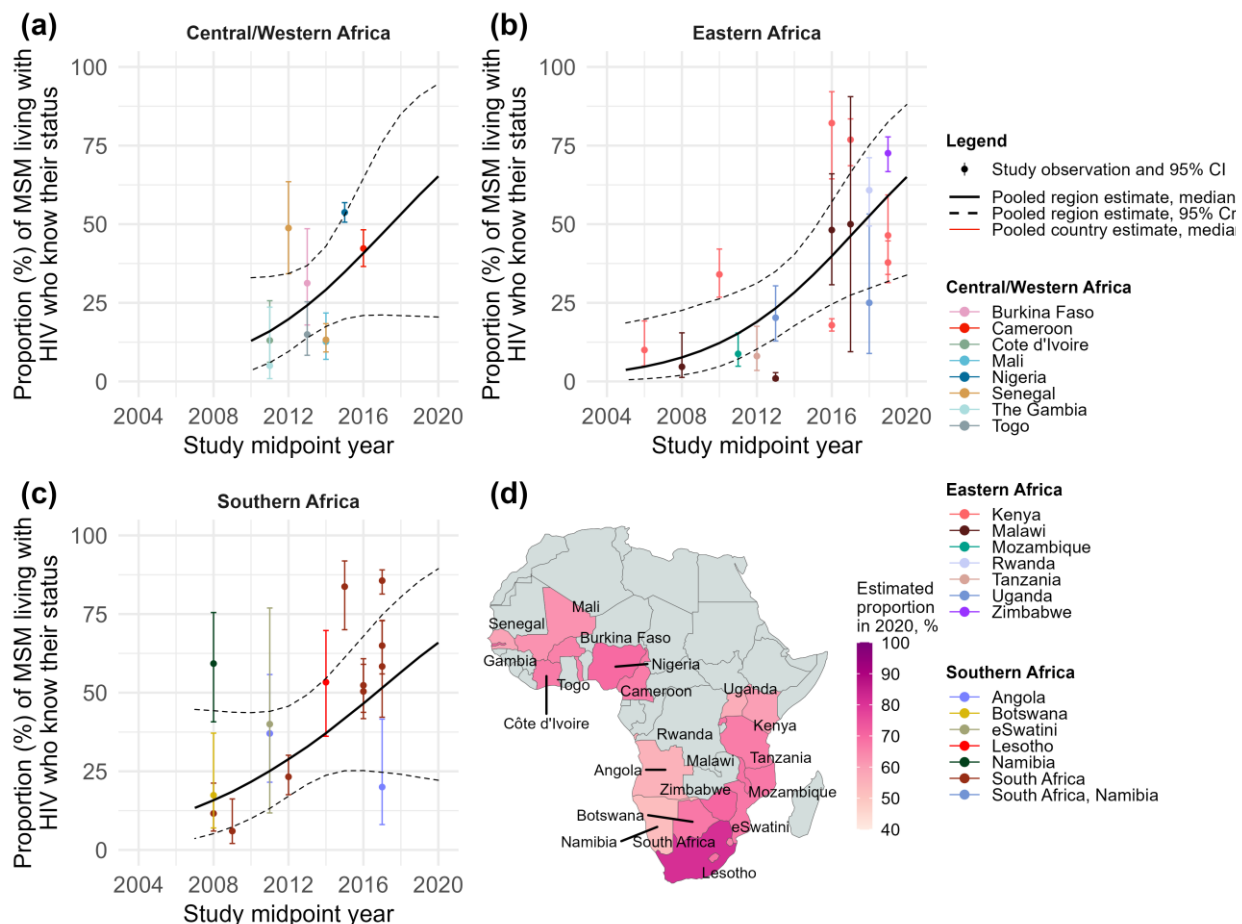 (a)
Central/Western Africa
Proportion (%) of MSM living with
HIV who know their status
100
75
50
25
0
2004
2008
2012
2016
2020
Study midpoint year
(b)
Eastern Africa
Proportion (%) of MSM living with
HIV who know their status
100
75
50
25
0
2004
2008
2012
2016
2020
Study midpoint year
Legend
Study observation and 95% CI
Pooled region estimate, median
Pooled region estimate, 95% Cr
Pooled country estimate, media
Central/Western Africa
Burkina Faso
Cameroon
Cote d'Ivoire
Mali
Nigeria
Senegal
The Gambia
Togo
Eastern Africa
Kenya
Malawi
Mozambique
Rwanda
Tanzania
Uganda
Zimbabwe
Southern Africa
Angola
Botswana
eSwatini
Lesotho
Namibia
South Africa
South Africa, Namibia
(c)
Southern Africa
Proportion (%) of MSM living with
HIV who know their status
100
75
50
25
0
2004
2008
2012
2016
2020
Study midpoint year
(d)
Mali
Senegal
Burkina Faso
Gambia
Nigeria
Togo
Cameroon
Uganda
Côte d'Ivoire
Kenya
Rwanda
Tanzania
Malawi
Angola
Zimbabwe
Mozambique
Botswana
eSwatini
Namibia
South Africa
Lesotho
Estimated
proportion
in 2020, %
100
90
80
70
60
50
40